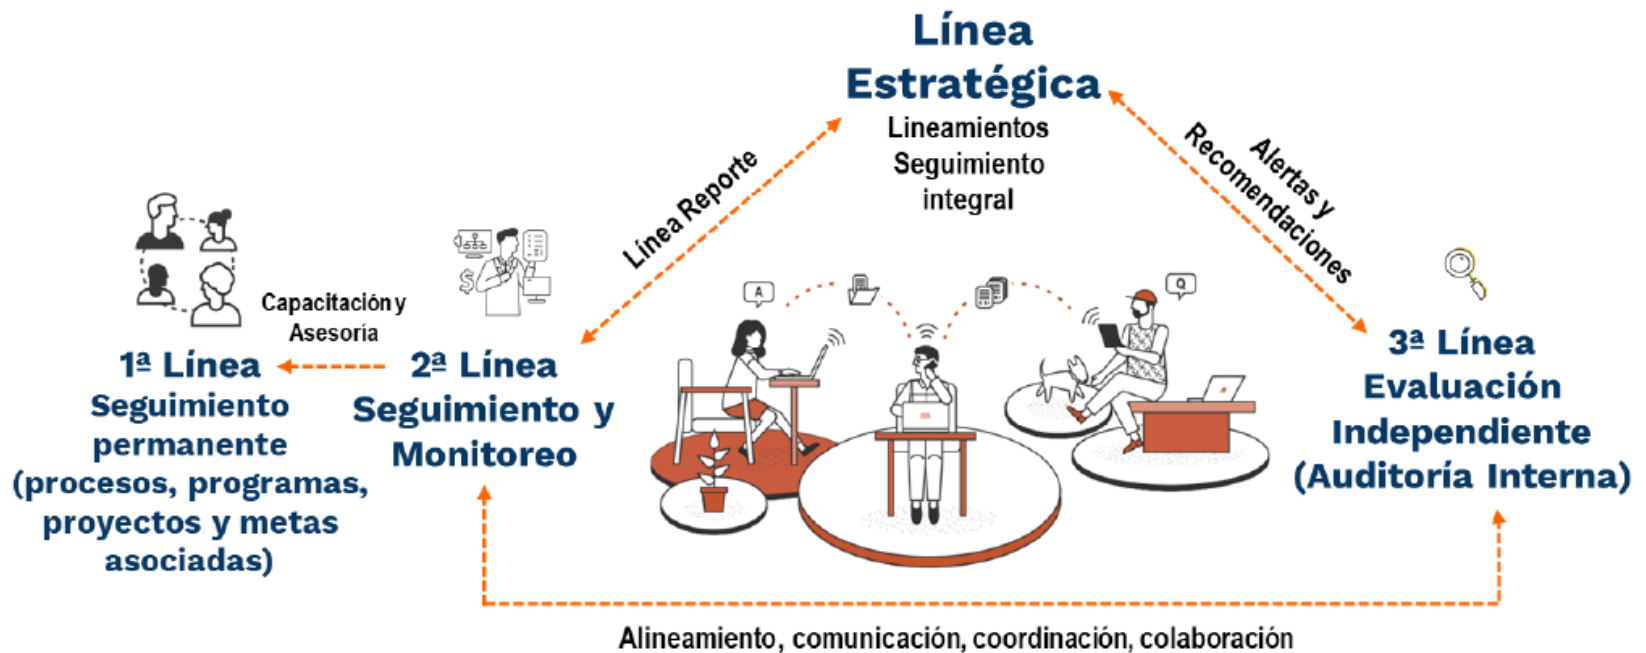 Línea
Estratégica
Lineamientos
Seguimiento
integral
Línea Reporte
Alertas y
Recomendaciones
Capacitación y
Asesoría
1ª Línea
Seguimiento
permanente
(procesos, programas,
proyectos y metas
asociadas)
2ª Línea
Seguimiento y
Monitoreo
$
A
Q
3ª Línea
Evaluación
Independiente
(Auditoría Interna)
Alineamiento, comunicación, coordinación, colaboración